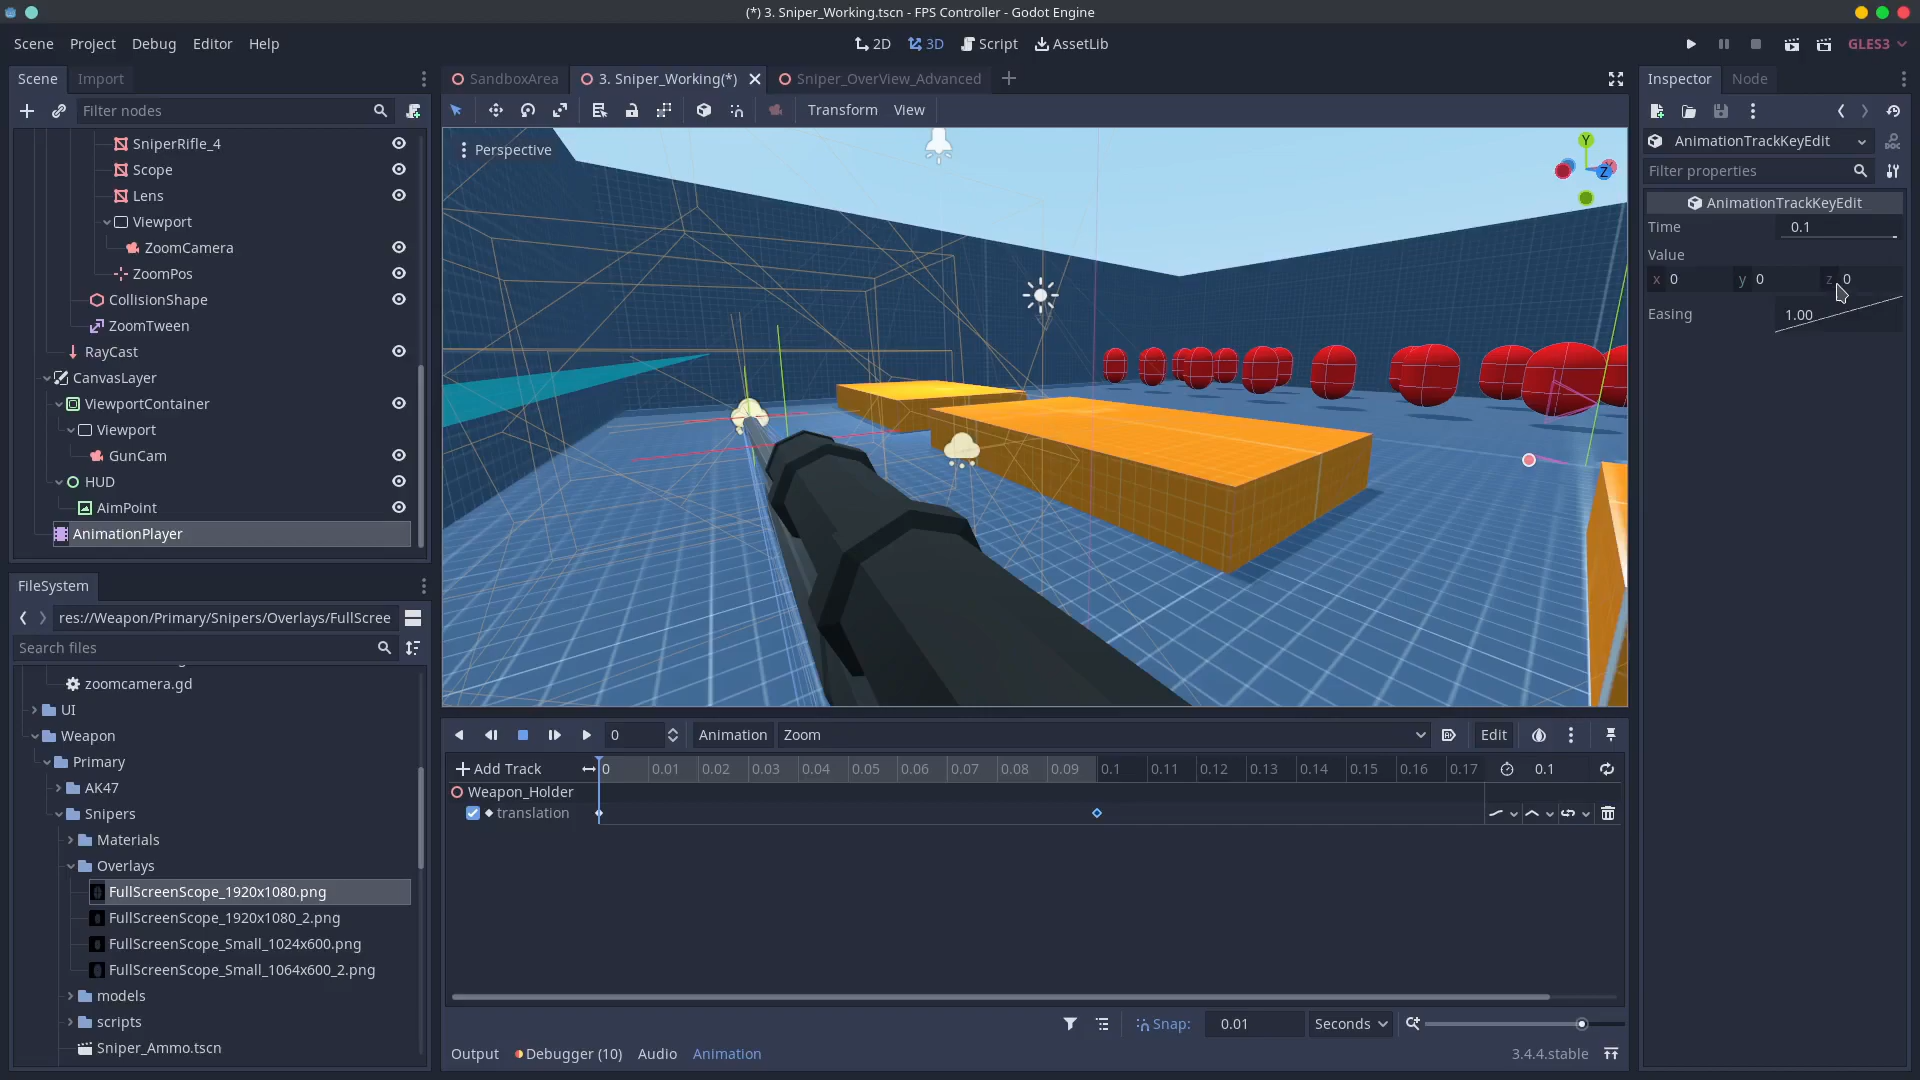 (*) 3. Sniper_Working.tscn - FPS Controller - Godot Engine
Scene Project Debug Editor Help
2D 3D Script AssetLib
GLES3
Scene Import
Filter nodes
SniperRifle_4
Scope
Lens
Viewport
ZoomCamera
ZoomPos
CollisionShape
ZoomTween
RayCast
CanvasLayer
ViewportContainer
Viewport
GunCam
HUD
AimPoint
AnimationPlayer
FileSystem
res://Weapon/Primary/Snipers/Overlays/FullScree
Search files
zoomcamera.gd
UI
Weapon
Primary
AK47
Snipers
Materials
Overlays
FullScreenScope_1920x1080.png
FullScreenScope_1920x1080_2.png
FullScreenScope_Small_1024x600.png
FullScreenScope_Small_1064x600_2.png
models
scripts
Sniper_Ammo.tscn
SandboxArea 3. Sniper_Working(*) Sniper_OverView_Advanced
Transform View
Perspective
Y
Z
0 Animation Zoom Edit
Add Track 0 0.01 0.02 0.03 0.04 0.05 0.06 0.07 0.08 0.09 0.1 0.11 0.12 0.13 0.14 0.15 0.16 0.17 0.1
Weapon_Holder
translation
Snap: 0.01 Seconds
Output Debugger (10) Audio Animation 3.4.4.stable
Inspector Node
AnimationTrackKeyEdit
Filter properties
AnimationTrackKeyEdit
Time 0.1
Value
x 0 y 0 z 0
Easing 1.00